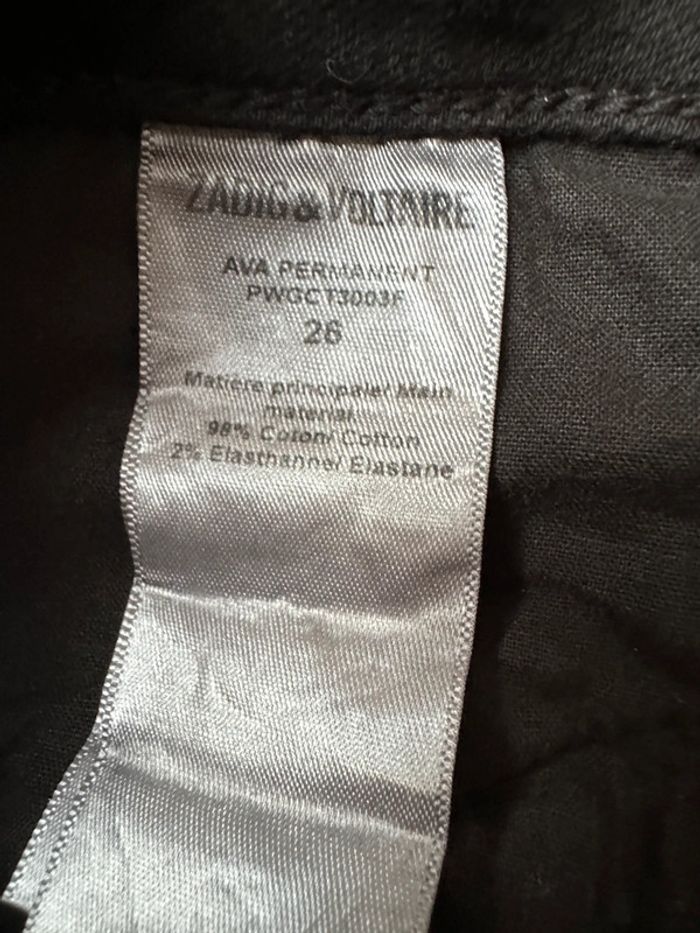 ZADIG & VOLTAIRE
AVA PERMANENT
PWGCT3003F
26
Matière principale/ Main
material
98% Coton/ Cotton
2% Elasthanne/ Elastane